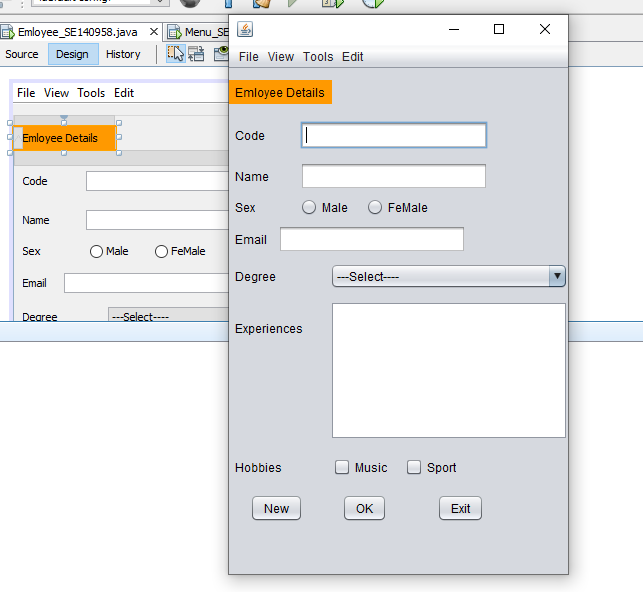 default config>
Emloyee_SE140958.java
Menu_SE
Source Design History
File View Tools Edit
Emloyee Details
Code
Name
Sex Male FeMale
Email
Degree ---Select----
File View Tools Edit
Emloyee Details
Code
Name
Sex Male FeMale
Email
Degree ---Select----
Experiences
Hobbies Music Sport
New OK Exit